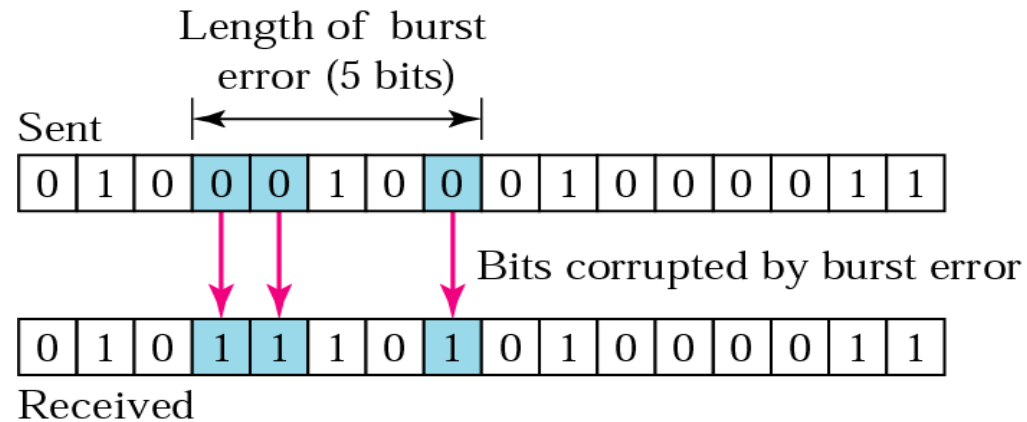 Length of burst
error (5 bits)
Sent
0 1 0 0 0 1 0 0 0 1 0 0 0 0 1 1
Bits corrupted by burst error
0 1 0 1 1 1 0 1 0 1 0 0 0 0 1 1
Received